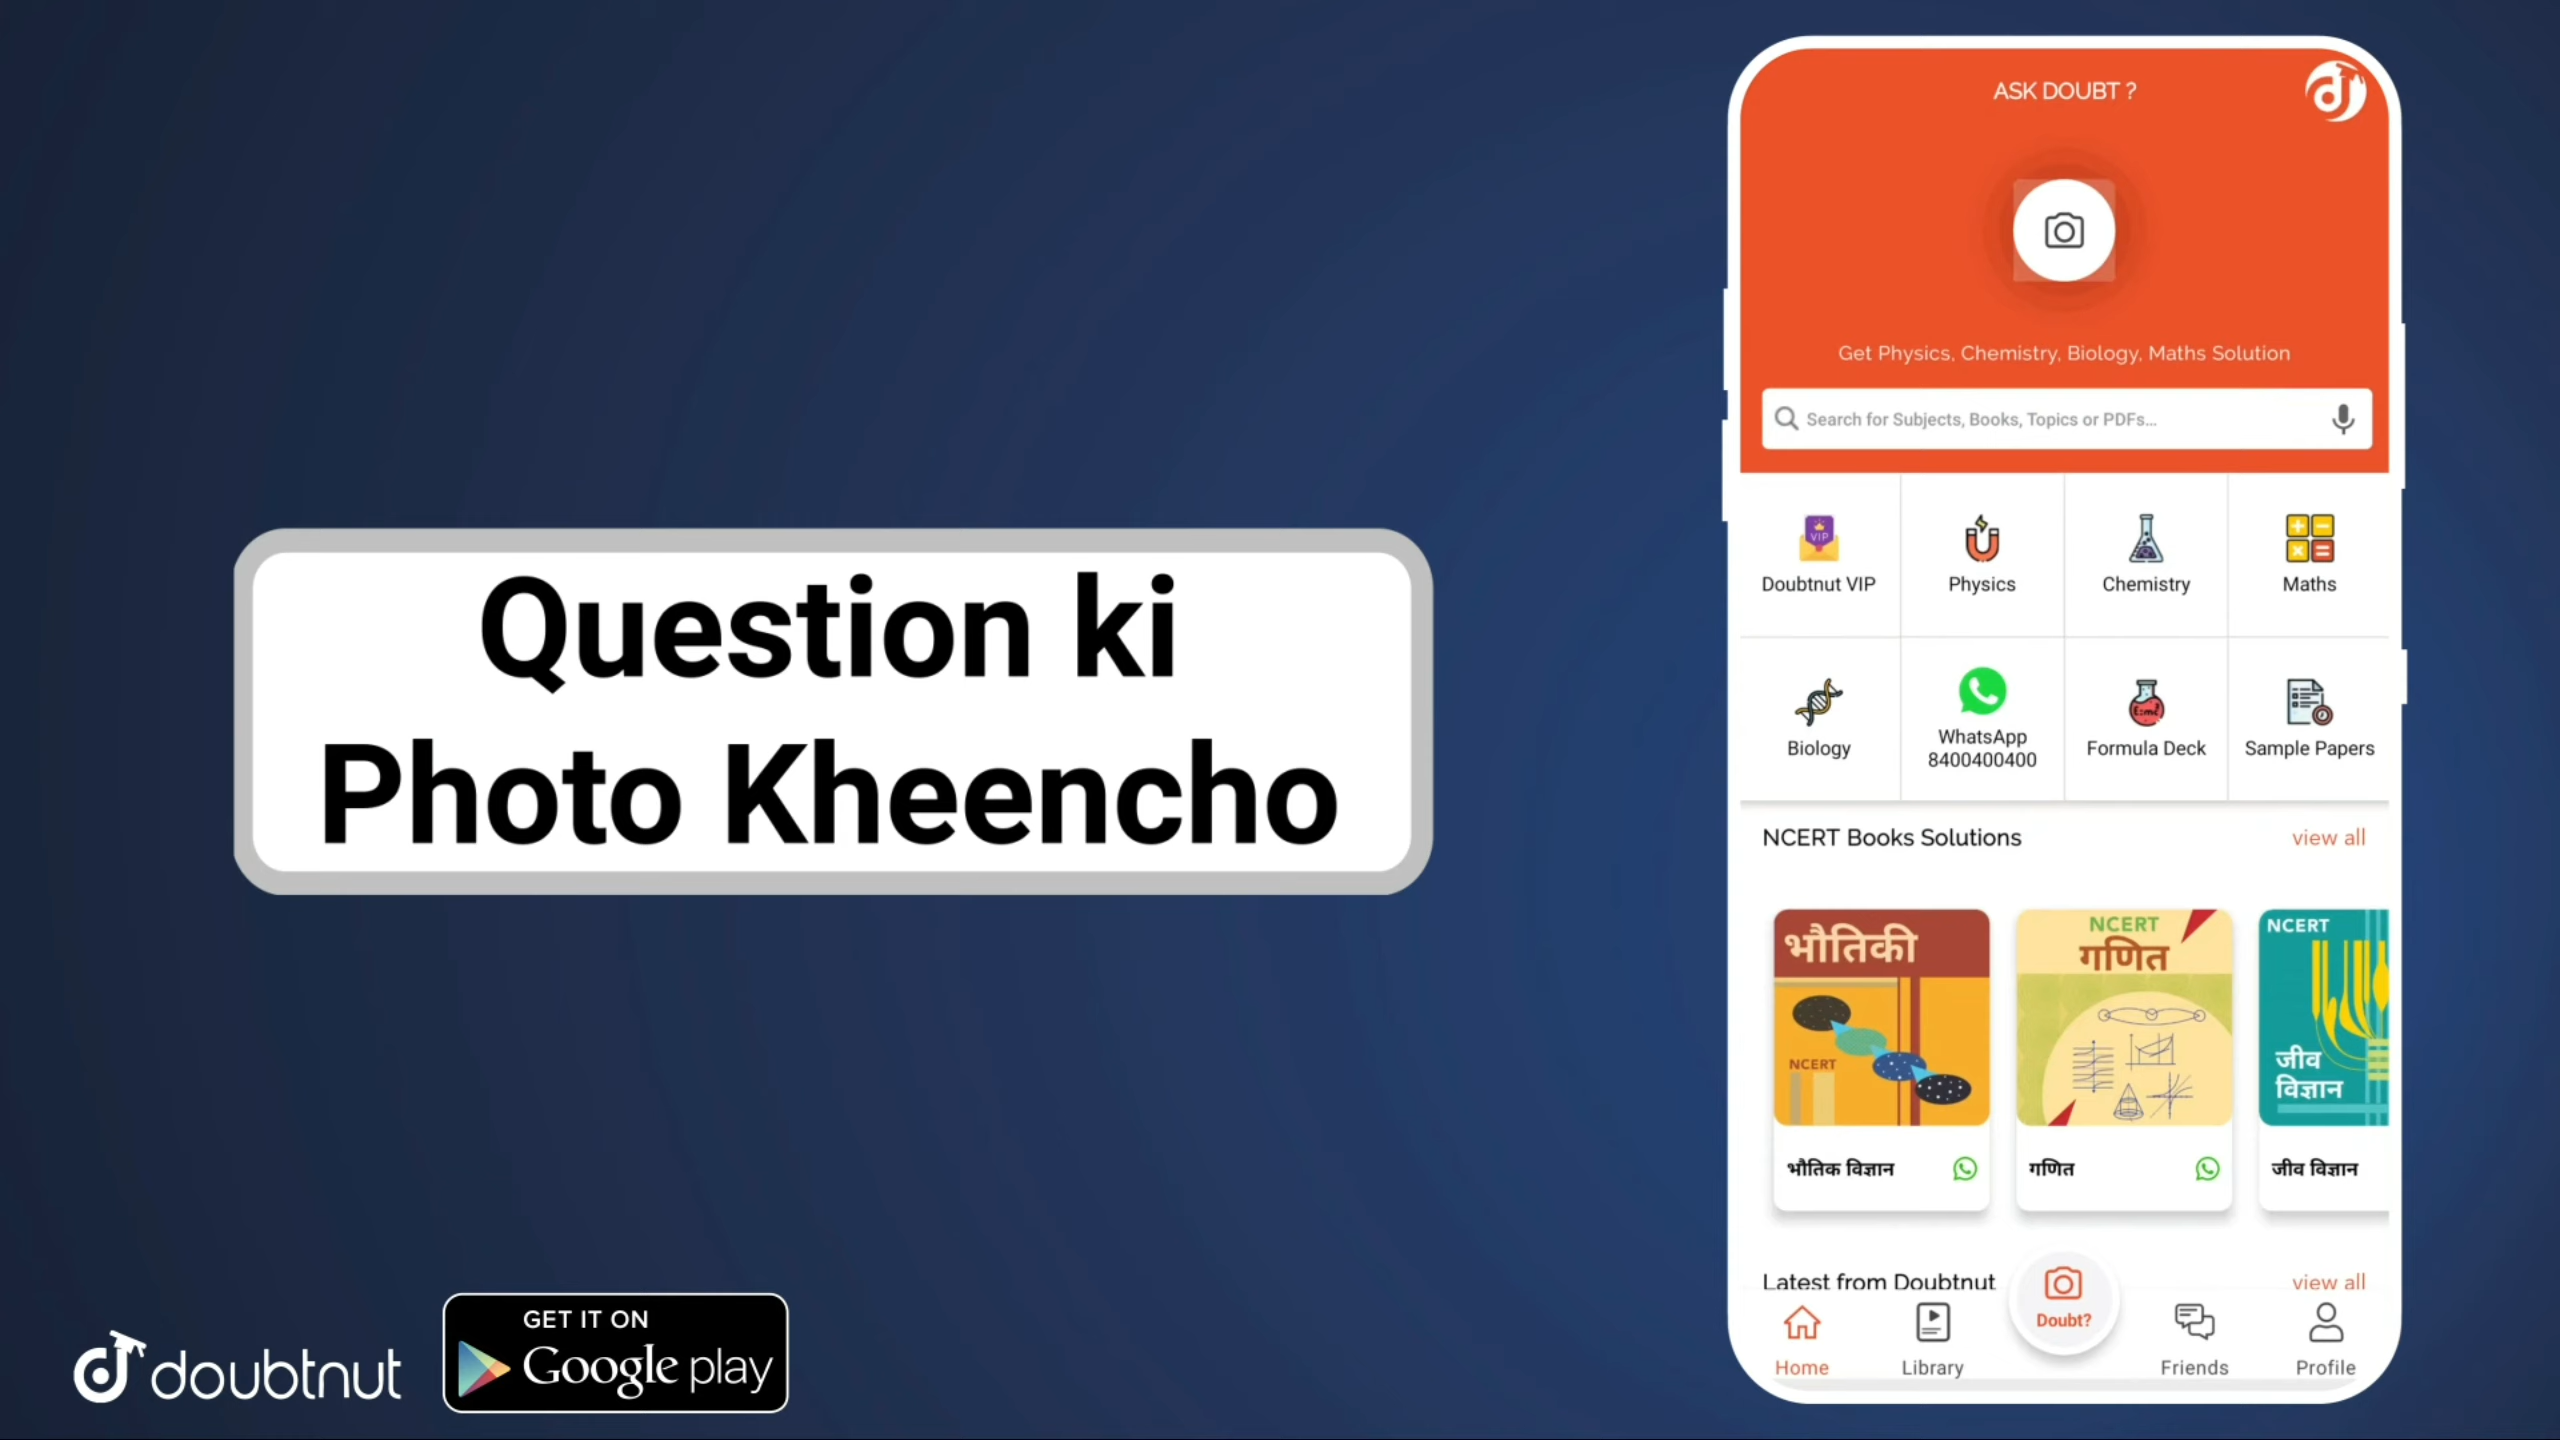 Question ki
Photo Kheencho
doubtnut
GET IT ON
Google play
ASK DOUBT ?
Get Physics, Chemistry, Biology, Maths Solution
Search for Subjects, Books, Topics or PDFs...
VIP
Doubtnut VIP
Physics
Chemistry
Maths
Biology
WhatsApp
8400400400
E=mc²
Formula Deck
Sample Papers
NCERT Books Solutions
view all
भौतिकी
NCERT
भौतिक विज्ञान
NCERT
गणित
गणित
NCERT
जीव
विज्ञान
जीव विज्ञान
Latest from Doubtnut
view all
Home
Library
Doubt?
Friends
Profile